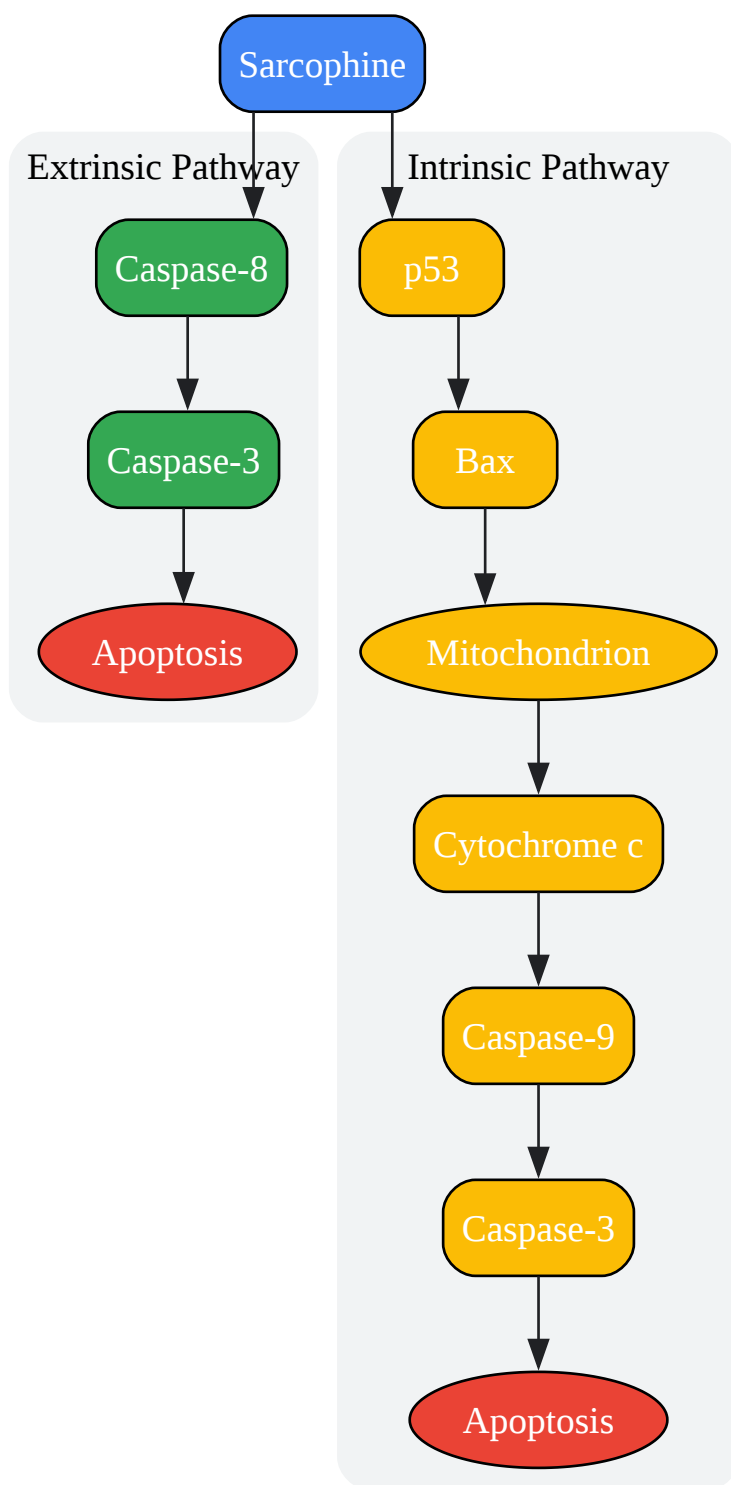 Sarcophine
Extrinsic Pathway
Caspase-8
Caspase-3
Apoptosis
Intrinsic Pathway
p53
Bax
Mitochondrion
Cytochrome c
Caspase-9
Caspase-3
Apoptosis